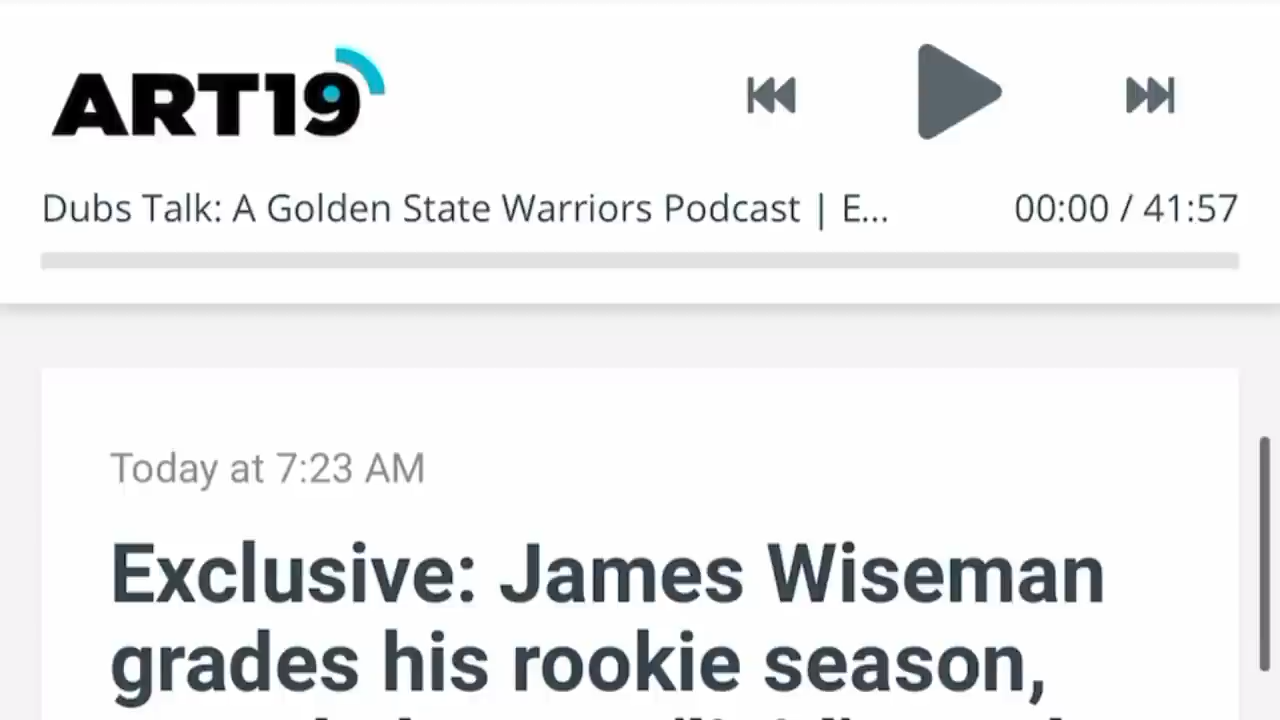 ART19
Dubs Talk: A Golden State Warriors Podcast | E...
00:00 / 41:57
Today at 7:23 AM
Exclusive: James Wiseman
grades his rookie season,